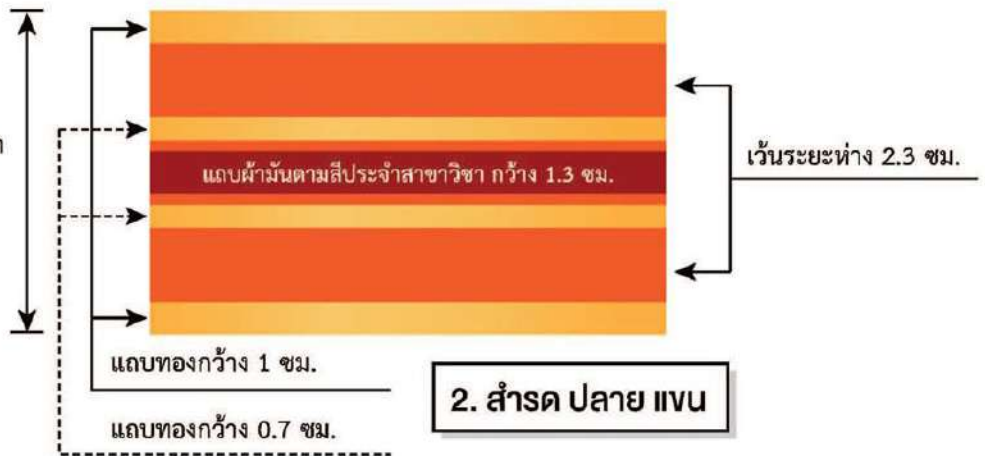 แถบผ้ามันตามสีประจำสาขาวิชา กว้าง 1.3 ซม.
เว้นระยะห่าง 2.3 ซม.
แถบทองกว้าง 1 ซม.
แถบทองกว้าง 0.7 ซม.
2. สำรด ปลาย แขน